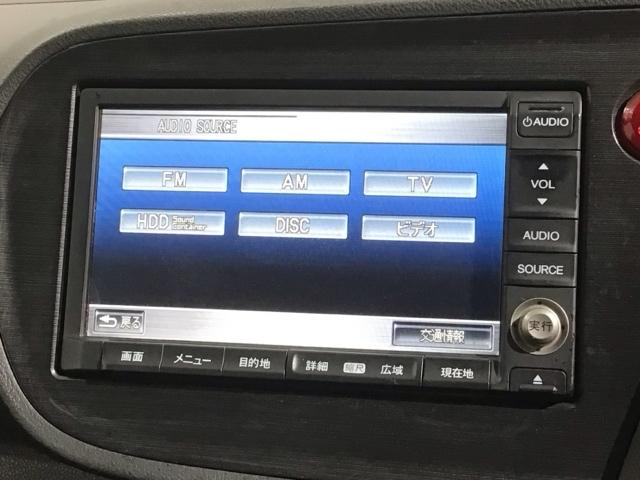 AUDIO SOURCE
FM AM TV
HDD Sound Container DISC ビデオ
戻る 交通情報
AUDIO
VOL
AUDIO
SOURCE
実行
画面 メニュー 目的地 詳細 縮尺 広域 現在地